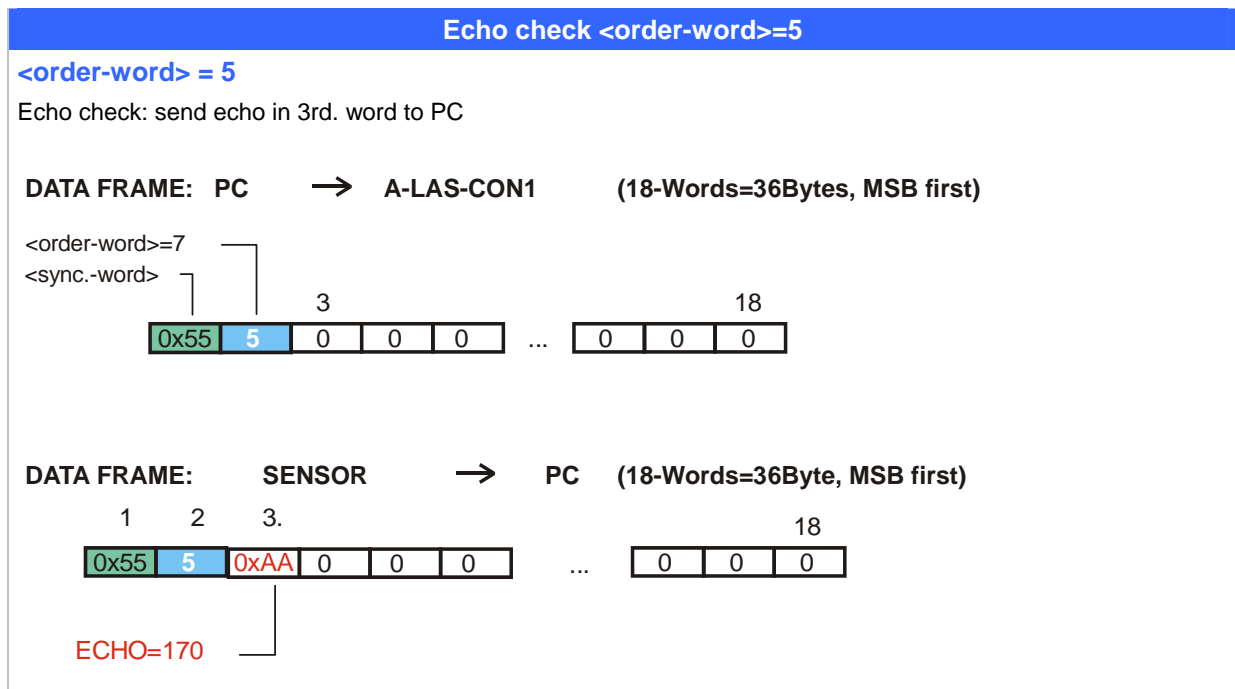 Echo check <order-word>=5
<order-word> = 5
Echo check: send echo in 3rd. word to PC
DATA FRAME: PC → A-LAS-CON1 (18-Words=36Bytes, MSB first)
<order-word>=7
<sync.-word>
3 18
0x55 5 0 0 0 ... 0 0 0
DATA FRAME: SENSOR → PC (18-Words=36Byte, MSB first)
1 2 3. 18
0x55 5 0xAA 0 0 0 ... 0 0 0
ECHO=170